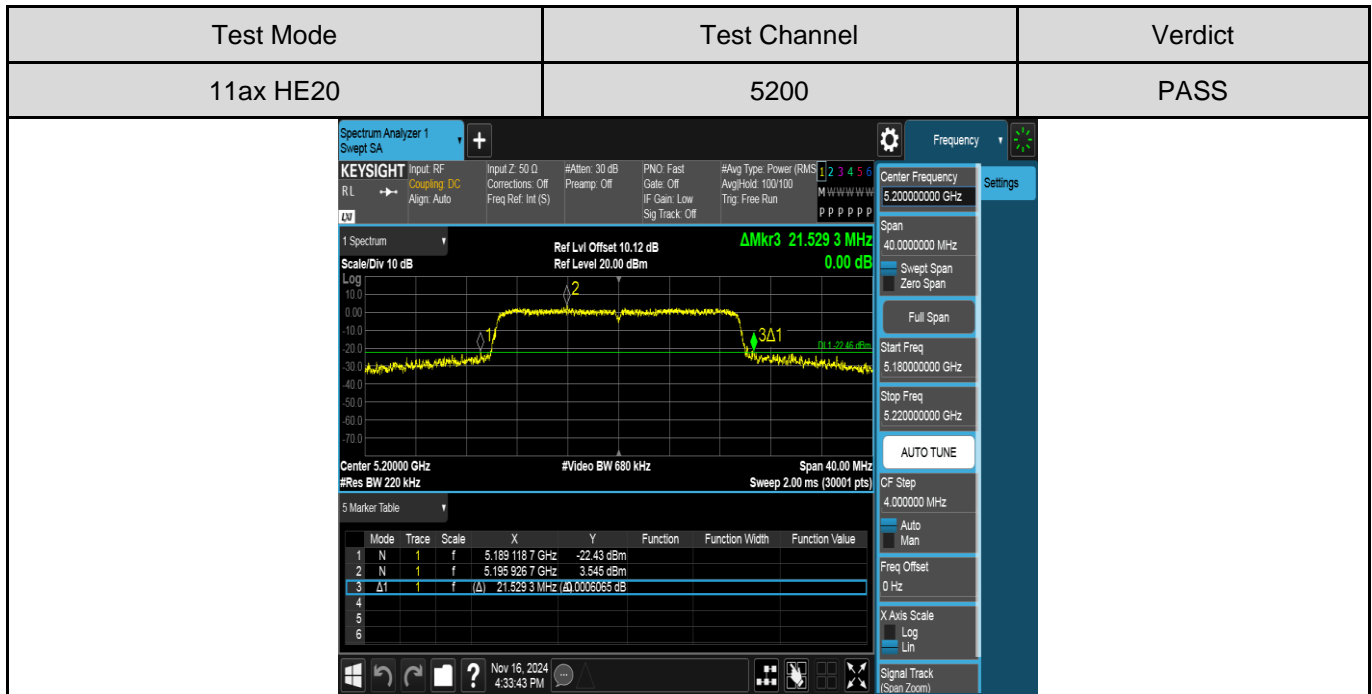 Test Mode Test Channel Verdict
11ax HE20 5200 PASS
Spectrum Analyzer 1
Swept SA
+
Frequency
KEYSIGHT
RL
LXI
Input: RF
Coupling: DC
Align: Auto
Input Z: 50 Ω
Corrections: Off
Freq Ref: Int (S)
#Atten: 30 dB
Preamp: Off
PNO: Fast
Gate: Off
IF Gain: Low
Sig Track: Off
#Avg Type: Power (RMS
Avg|Hold: 100/100
Trig: Free Run
1 2 3 4 5 6
M W W W W W
P P P P P P
1 Spectrum
Scale/Div 10 dB
Ref Lvl Offset 10.12 dB
Ref Level 20.00 dBm
ΔMkr3 21.529 3 MHz
0.00 dB
Log
10.0
0.00
-10.0
-20.0
-30.0
-40.0
-50.0
-60.0
-70.0
2
1
3Δ1
DL1 -22.46 dBm
Center 5.20000 GHz
#Res BW 220 kHz
#Video BW 680 kHz
Span 40.00 MHz
Sweep 2.00 ms (30001 pts)
5 Marker Table
Mode Trace Scale X Y Function Function Width Function Value
1 N 1 f 5.189 118 7 GHz -22.43 dBm
2 N 1 f 5.195 926 7 GHz 3.545 dBm
3 Δ1 1 f (Δ) 21.529 3 MHz (Δ) 0.0006065 dB
4
5
6
?
Nov 16, 2024
4:33:43 PM
Center Frequency
5.200000000 GHz
Settings
Span
40.0000000 MHz
Swept Span
Zero Span
Full Span
Start Freq
5.180000000 GHz
Stop Freq
5.220000000 GHz
AUTO TUNE
CF Step
4.000000 MHz
Auto
Man
Freq Offset
0 Hz
X Axis Scale
Log
Lin
Signal Track
(Span Zoom)